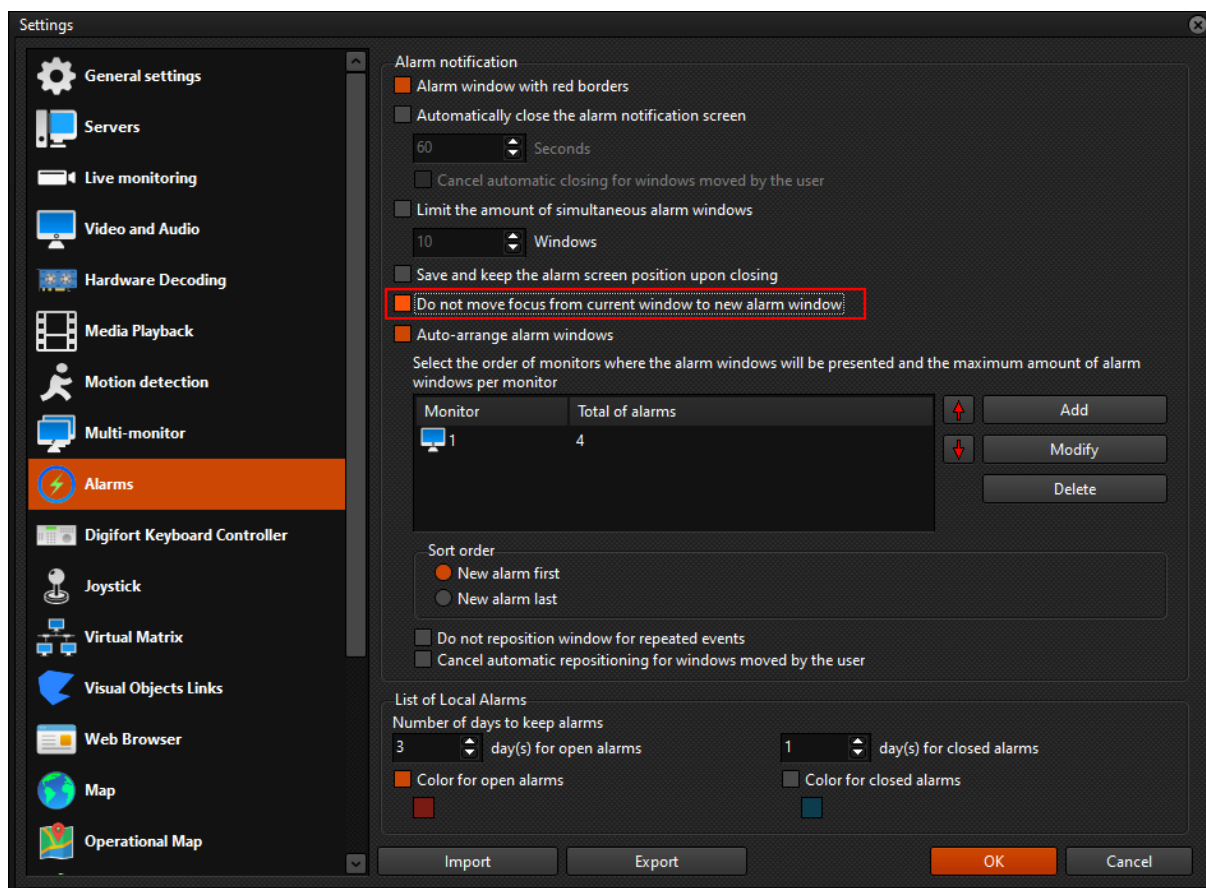 Settings
General settings
Servers
Live monitoring
Video and Audio
Hardware Decoding
Media Playback
Motion detection
Multi-monitor
Alarms
Digifort Keyboard Controller
Joystick
Virtual Matrix
Visual Objects Links
Web Browser
Map
Operational Map
Alarm notification
Alarm window with red borders
Automatically close the alarm notification screen
60 Seconds
Cancel automatic closing for windows moved by the user
Limit the amount of simultaneous alarm windows
10 Windows
Save and keep the alarm screen position upon closing
Do not move focus from current window to new alarm window
Auto-arrange alarm windows
Select the order of monitors where the alarm windows will be presented and the maximum amount of alarm
windows per monitor
Monitor Total of alarms
1 4
Add
Modify
Delete
Sort order
New alarm first
New alarm last
Do not reposition window for repeated events
Cancel automatic repositioning for windows moved by the user
List of Local Alarms
Number of days to keep alarms
3 day(s) for open alarms 1 day(s) for closed alarms
Color for open alarms Color for closed alarms
Import Export OK Cancel